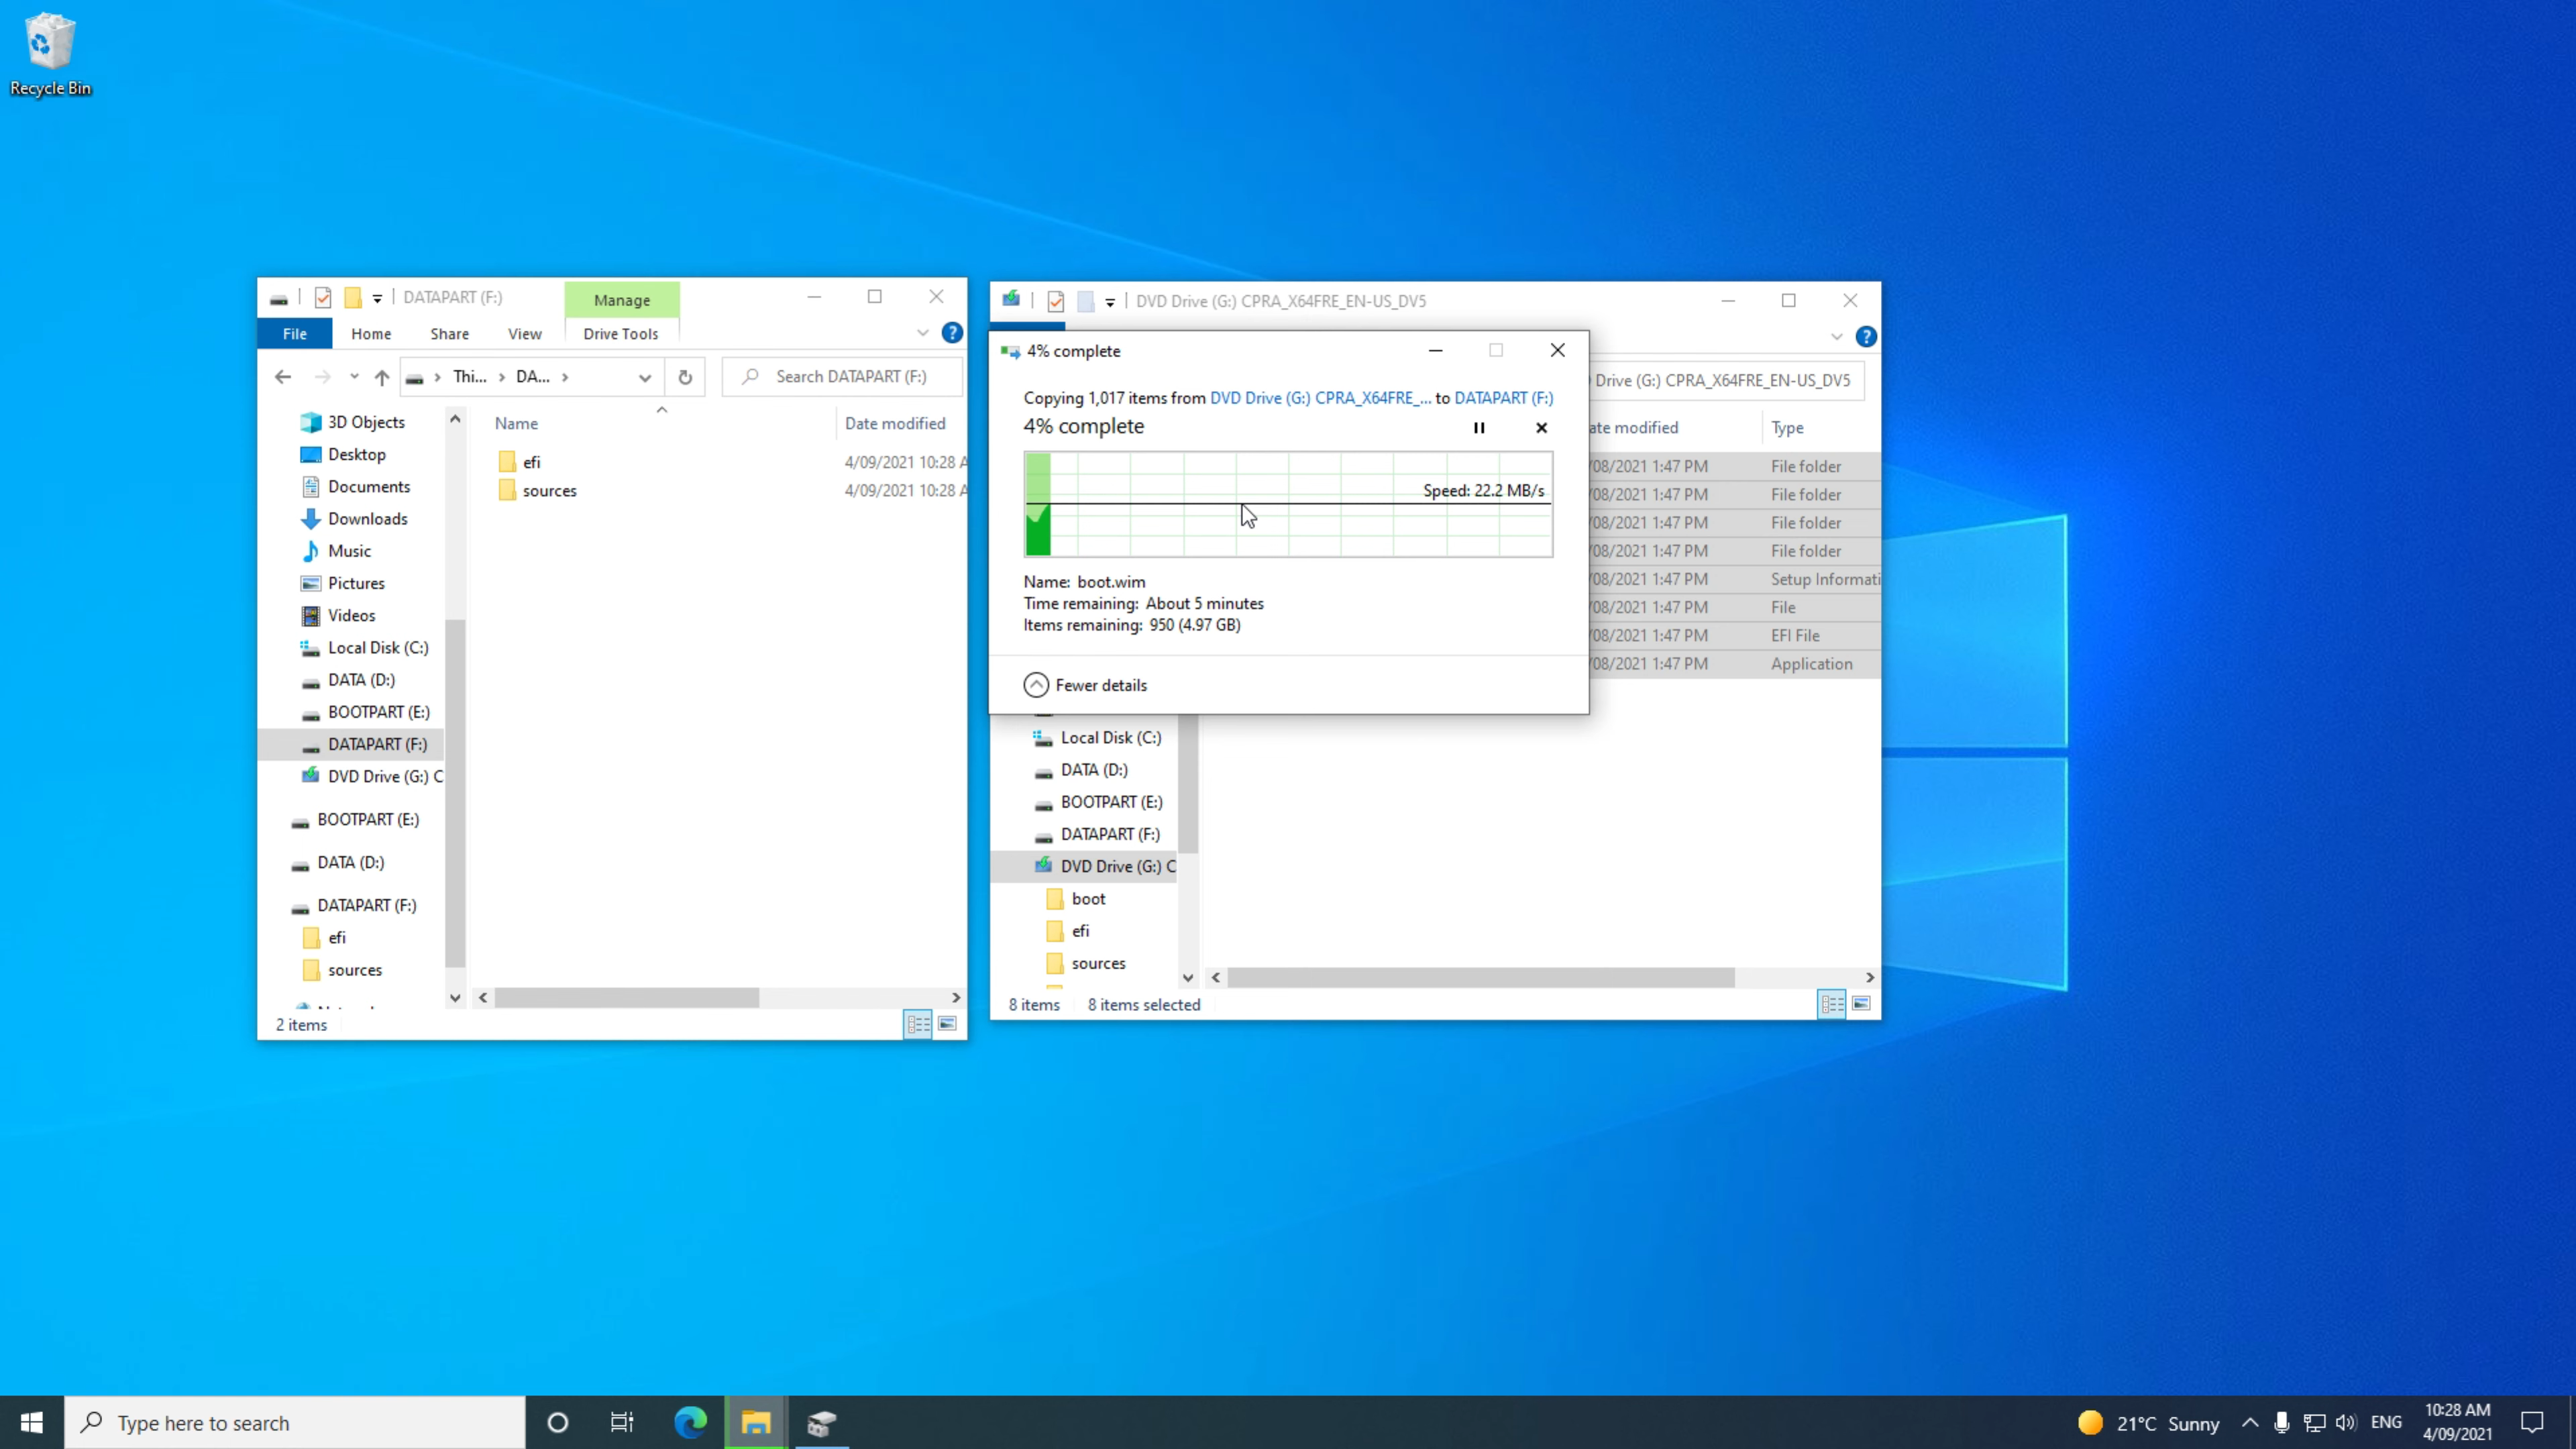 Recycle Bin
DATAPART (F:)
Manage
File
Home
Share
View
Drive Tools
Thi...
DA...
Search DATAPART (F:)
Name
Date modified
efi
4/09/2021 10:28 A
sources
4/09/2021 10:28 A
3D Objects
Desktop
Documents
Downloads
Music
Pictures
Videos
Local Disk (C:)
DATA (D:)
BOOTPART (E:)
DATAPART (F:)
DVD Drive (G:) C
BOOTPART (E:)
DATA (D:)
DATAPART (F:)
efi
sources
2 items
DVD Drive (G:) CPRA_X64FRE_EN-US_DV5
Drive (G:) CPRA_X64FRE_EN-US_DV5
ate modified
Type
/08/2021 1:47 PM
File folder
/08/2021 1:47 PM
File folder
/08/2021 1:47 PM
File folder
/08/2021 1:47 PM
File folder
/08/2021 1:47 PM
Setup Informati
/08/2021 1:47 PM
File
/08/2021 1:47 PM
EFI File
/08/2021 1:47 PM
Application
4% complete
Copying 1,017 items from DVD Drive (G:) CPRA_X64FRE_... to DATAPART (F:)
4% complete
Speed: 22.2 MB/s
Name: boot.wim
Time remaining: About 5 minutes
Items remaining: 950 (4.97 GB)
Fewer details
Local Disk (C:)
DATA (D:)
BOOTPART (E:)
DATAPART (F:)
DVD Drive (G:) C
boot
efi
sources
8 items
8 items selected
Type here to search
21°C Sunny
ENG
10:28 AM
4/09/2021